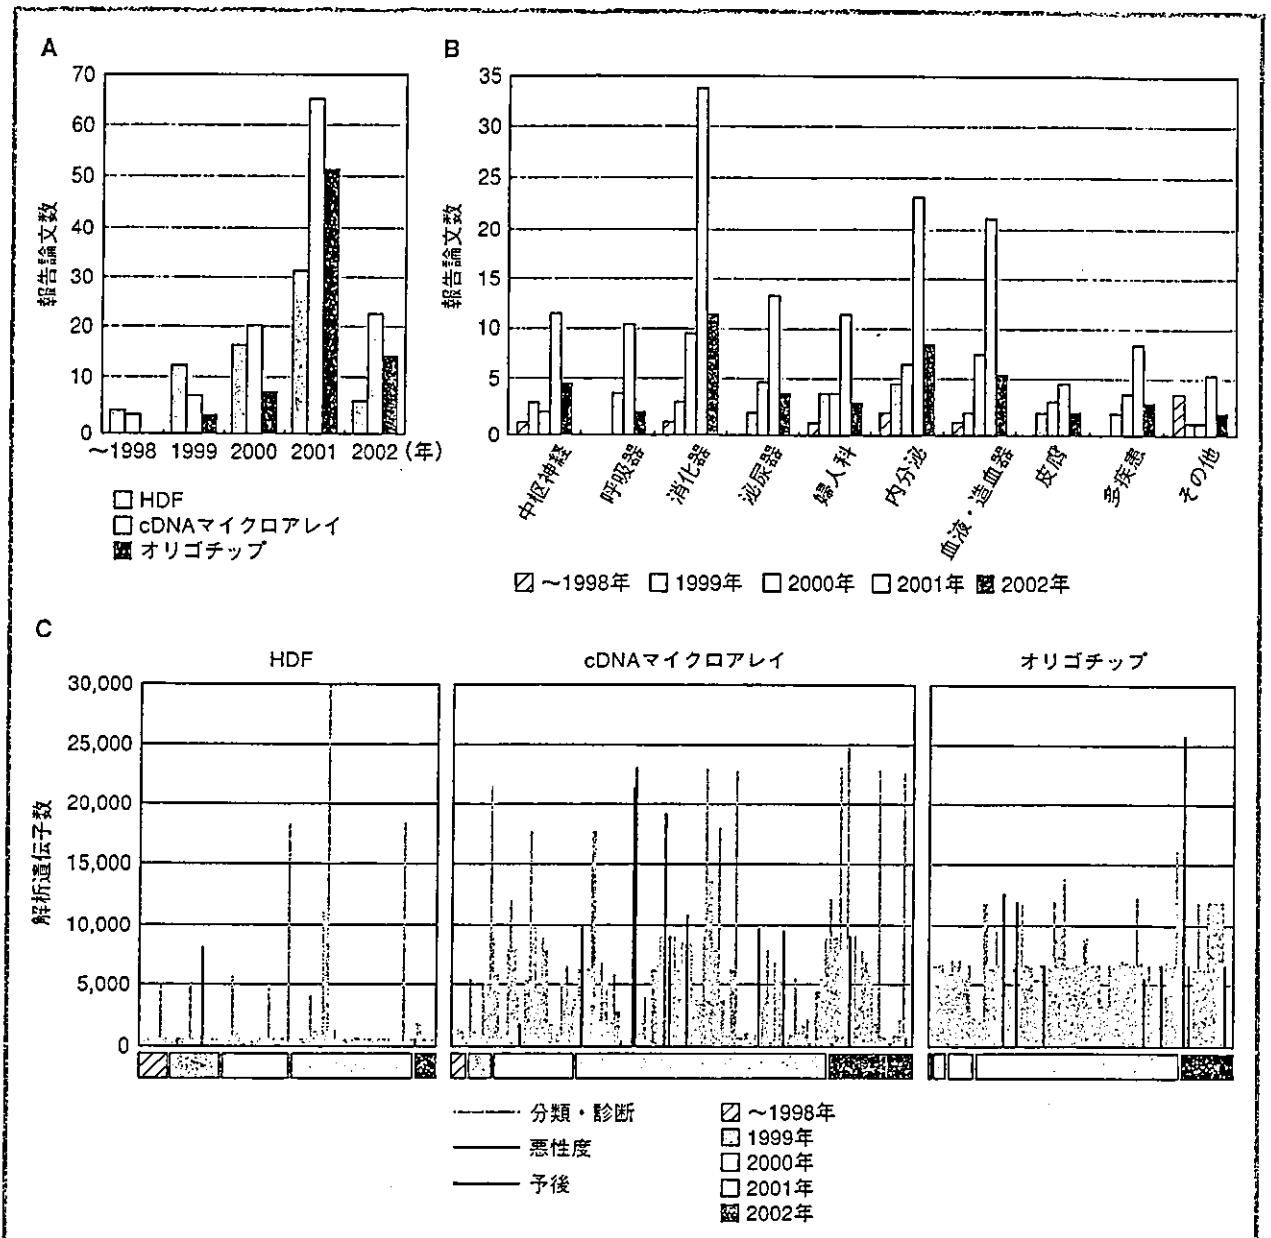 A
70
60
50
40
30
20
10
0
報告論文数
〜1998 1999 2000 2001 2002 (年)
HDF
cDNAマイクロアレイ
オリゴチップ
B
35
30
25
20
15
10
5
0
報告論文数
中枢神経
呼吸器
消化器
泌尿器
婦人科
内分泌
血液・造血器
皮膚
多疾患
その他
〜1998年 1999年 2000年 2001年 2002年
C
HDF cDNAマイクロアレイ オリゴチップ
30,000
25,000
20,000
15,000
10,000
5,000
0
解析遺伝子数
分類・診断
悪性度
予後
〜1998年
1999年
2000年
2001年
2002年